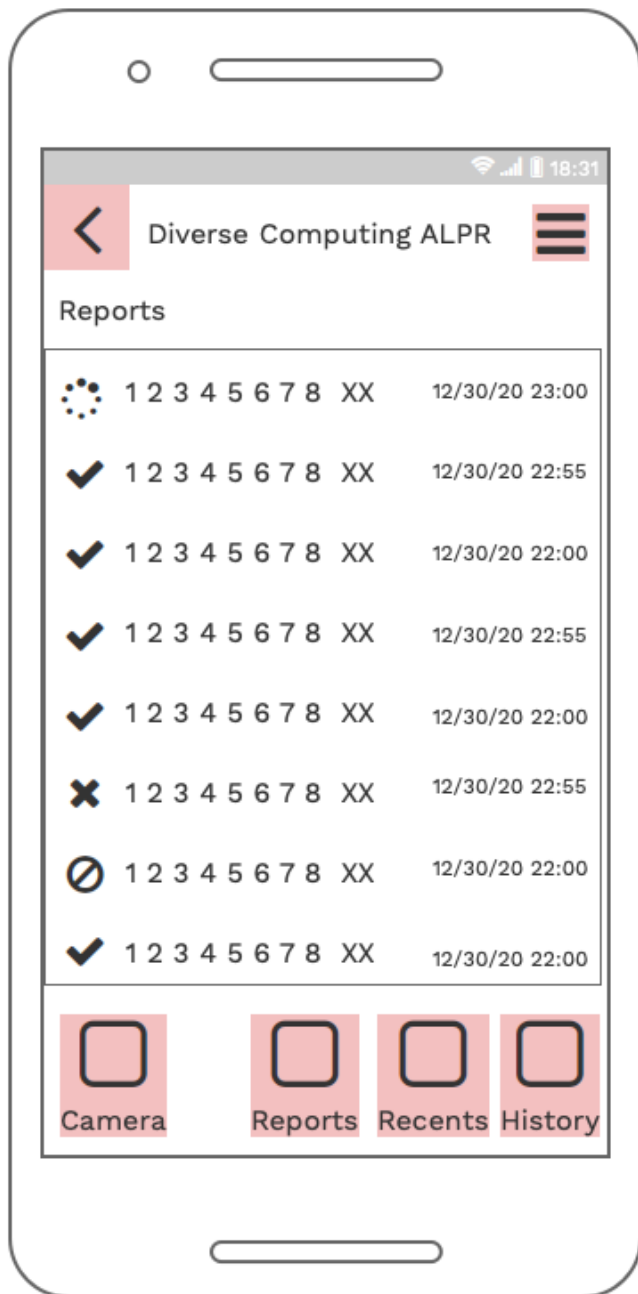 18:31
Diverse Computing ALPR
Reports
1 2 3 4 5 6 7 8 XX 12/30/20 23:00
1 2 3 4 5 6 7 8 XX 12/30/20 22:55
1 2 3 4 5 6 7 8 XX 12/30/20 22:00
1 2 3 4 5 6 7 8 XX 12/30/20 22:55
1 2 3 4 5 6 7 8 XX 12/30/20 22:00
1 2 3 4 5 6 7 8 XX 12/30/20 22:55
1 2 3 4 5 6 7 8 XX 12/30/20 22:00
1 2 3 4 5 6 7 8 XX 12/30/20 22:00
Camera Reports Recents History